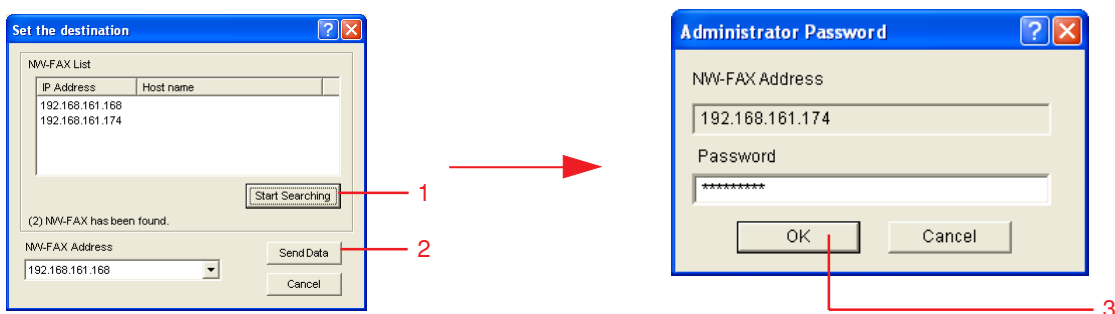 Set the destination
NW-FAX List
IP Address Host name
192.168.161.168
192.168.161.174
Start Searching
1
(2) NW-FAX has been found.
NW-FAX Address
Send Data
2
192.168.161.168
Cancel
Administrator Password
NW-FAX Address
192.168.161.174
Password
*********
OK
Cancel
3